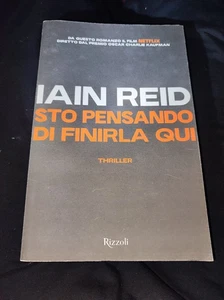 DA QUESTO ROMANZO IL FILM NETFLIX
DIRETTO DAL PREMIO OSCAR CHARLIE KAUFMAN
IAIN REID
STO PENSANDO
DI FINIRLA QUI
THRILLER
Rizzoli